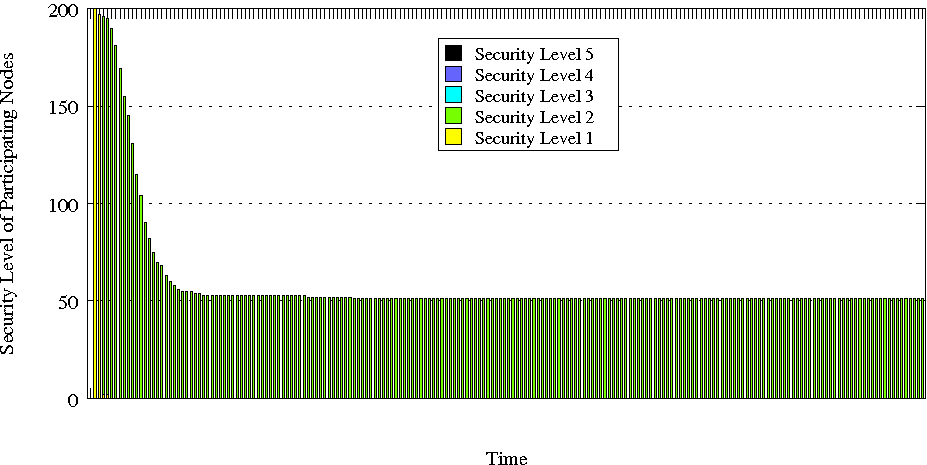 200
150
100
50
0
Security Level of Participating Nodes
Security Level 5
Security Level 4
Security Level 3
Security Level 2
Security Level 1
Time